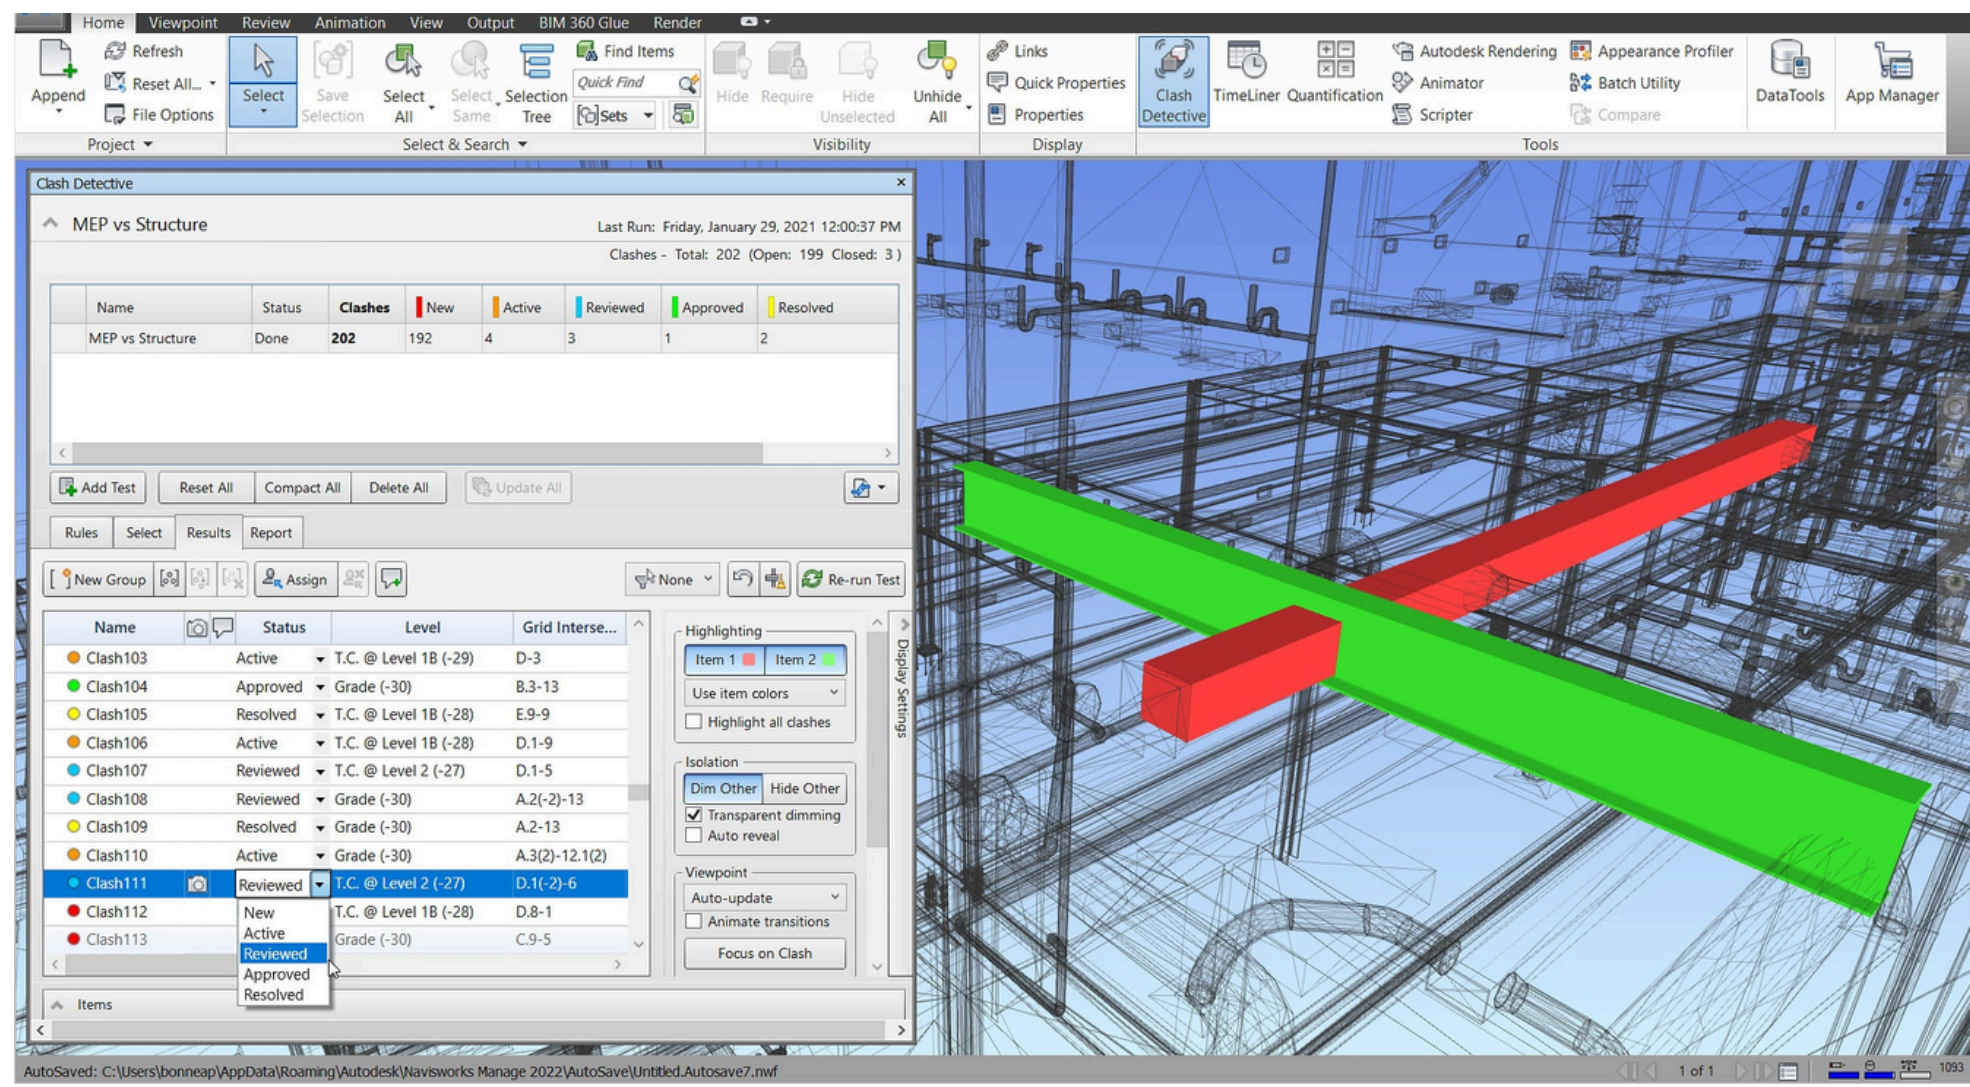 Home Viewpoint Review Animation View Output BIM 360 Glue Render
Append
Refresh
Reset All...
File Options
Project
Select
Save Selection
Select All
Select Same
Selection Tree
Find Items
Quick Find
Sets
Select & Search
Hide
Require
Hide Unselected
Unhide All
Visibility
Links
Quick Properties
Properties
Display
Clash Detective
TimeLiner
Quantification
Autodesk Rendering
Animator
Scripter
Appearance Profiler
Batch Utility
Compare
Tools
DataTools
App Manager
Clash Detective
MEP vs Structure
Last Run: Friday, January 29, 2021 12:00:37 PM
Clashes - Total: 202 (Open: 199 Closed: 3 )
Name Status Clashes New Active Reviewed Approved Resolved
MEP vs Structure Done 202 192 4 3 1 2
Add Test Reset All Compact All Delete All Update All
Rules Select Results Report
New Group Assign None Re-run Test
Name Status Level Grid Interse...
Clash103 Active T.C. @ Level 1B (-29) D-3
Clash104 Approved Grade (-30) B.3-13
Clash105 Resolved T.C. @ Level 1B (-28) E.9-9
Clash106 Active T.C. @ Level 1B (-28) D.1-9
Clash107 Reviewed T.C. @ Level 2 (-27) D.1-5
Clash108 Reviewed Grade (-30) A.2(-2)-13
Clash109 Resolved Grade (-30) A.2-13
Clash110 Active Grade (-30) A.3(2)-12.1(2)
Clash111 Reviewed T.C. @ Level 2 (-27) D.1(-2)-6
Clash112 T.C. @ Level 1B (-28) D.8-1
Clash113 Grade (-30) C.9-5
New
Active
Reviewed
Approved
Resolved
Highlighting
Item 1 Item 2
Use item colors
Highlight all clashes
Isolation
Dim Other Hide Other
Transparent dimming
Auto reveal
Viewpoint
Auto-update
Animate transitions
Focus on Clash
Display Settings
Items
AutoSaved: C:\Users\bonneap\AppData\Roaming\Autodesk\Navisworks Manage 2022\AutoSave\Untitled.Autosave7.nwf
1 of 1
1093